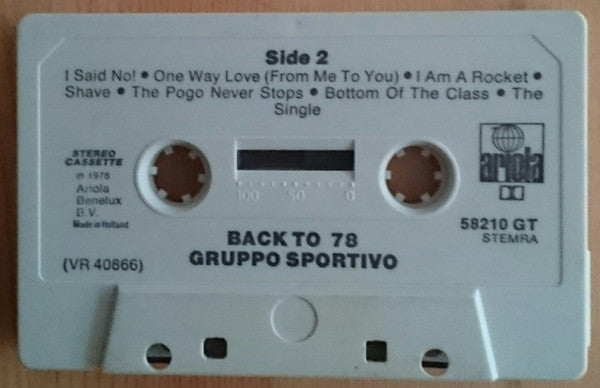 Side 2
I Said No! • One Way Love (From Me To You) • I Am A Rocket •
Shave • The Pogo Never Stops • Bottom Of The Class • The
Single
STEREO
CASSETTE
℗ 1978
Ariola
Benelux
B.V.
Made in Holland
100 50 0
ariola
58210 GT
STEMRA
BACK TO 78
GRUPPO SPORTIVO
(VR 40866)